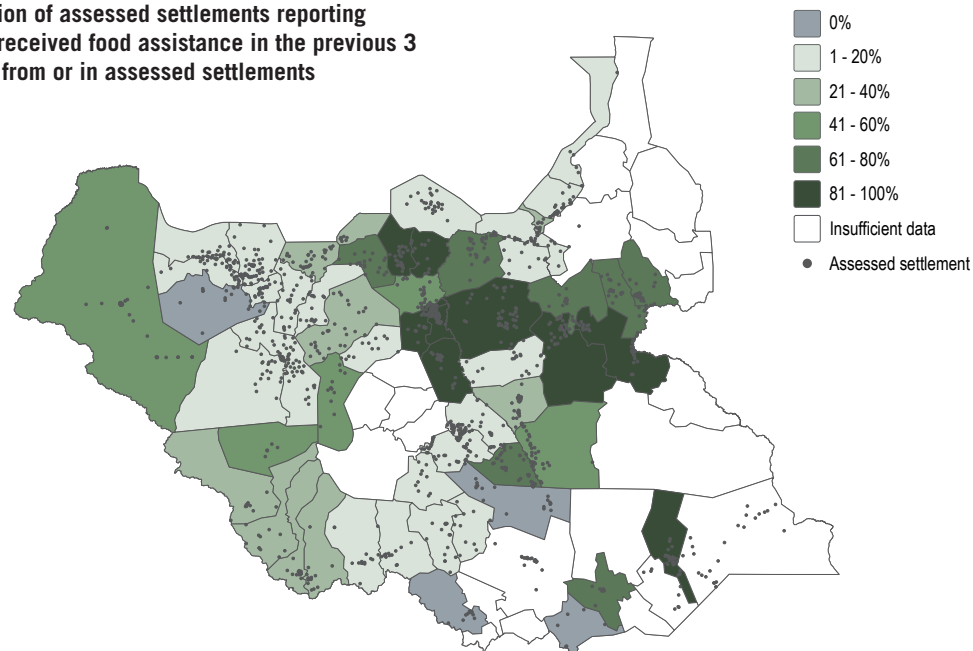 ion of assessed settlements reporting
received food assistance in the previous 3
from or in assessed settlements
0%
1 - 20%
21 - 40%
41 - 60%
61 - 80%
81 - 100%
Insufficient data
Assessed settlement